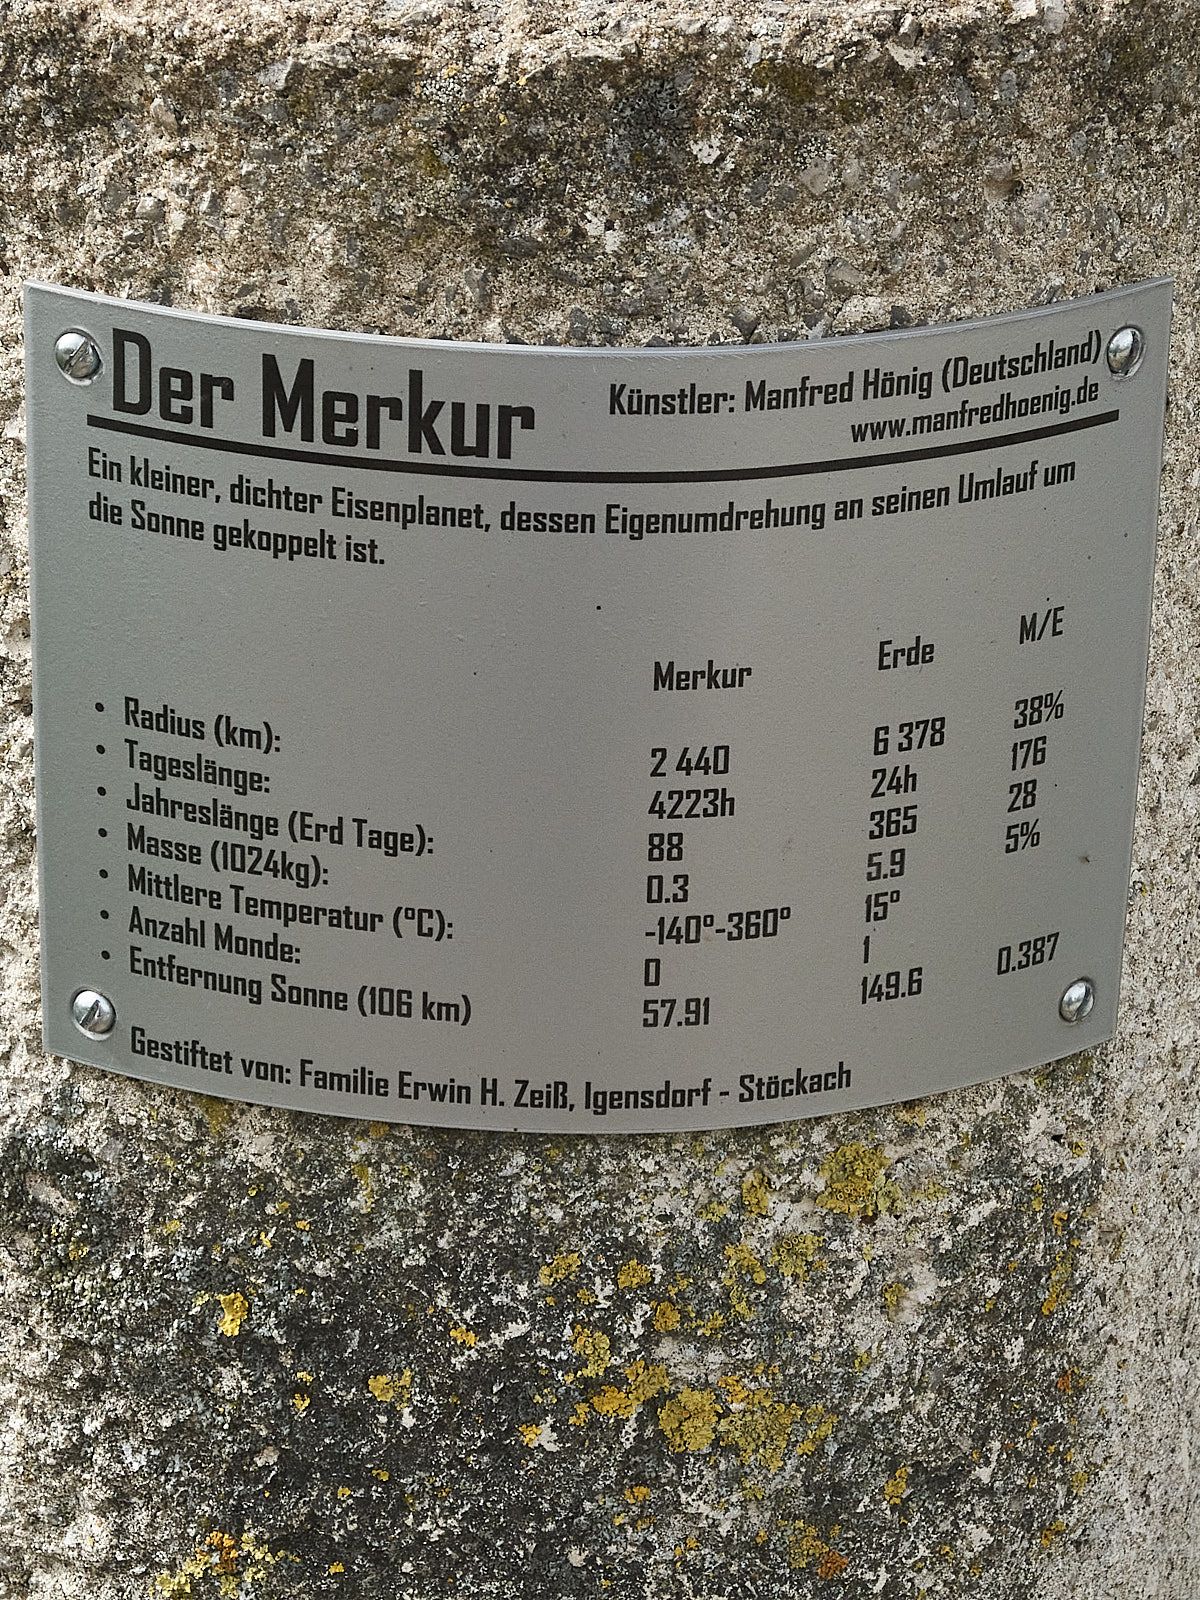 Der Merkur
Künstler: Manfred Hönig (Deutschland)
www.manfredhoenig.de
Ein kleiner, dichter Eisenplanet, dessen Eigenumdrehung an seinen Umlauf um
die Sonne gekoppelt ist.
Merkur Erde M/E
• Radius (km): 2 440 6 378 38%
• Tageslänge: 4223h 24h 176
• Jahreslänge (Erd Tage): 88 365 28
• Masse (1024kg): 0.3 5.9 5%
• Mittlere Temperatur (°C): -140°-360° 15°
• Anzahl Monde: 0 1
• Entfernung Sonne (106 km) 57.91 149.6 0.387
Gestiftet von: Familie Erwin H. Zeiß, Igensdorf - Stöckach